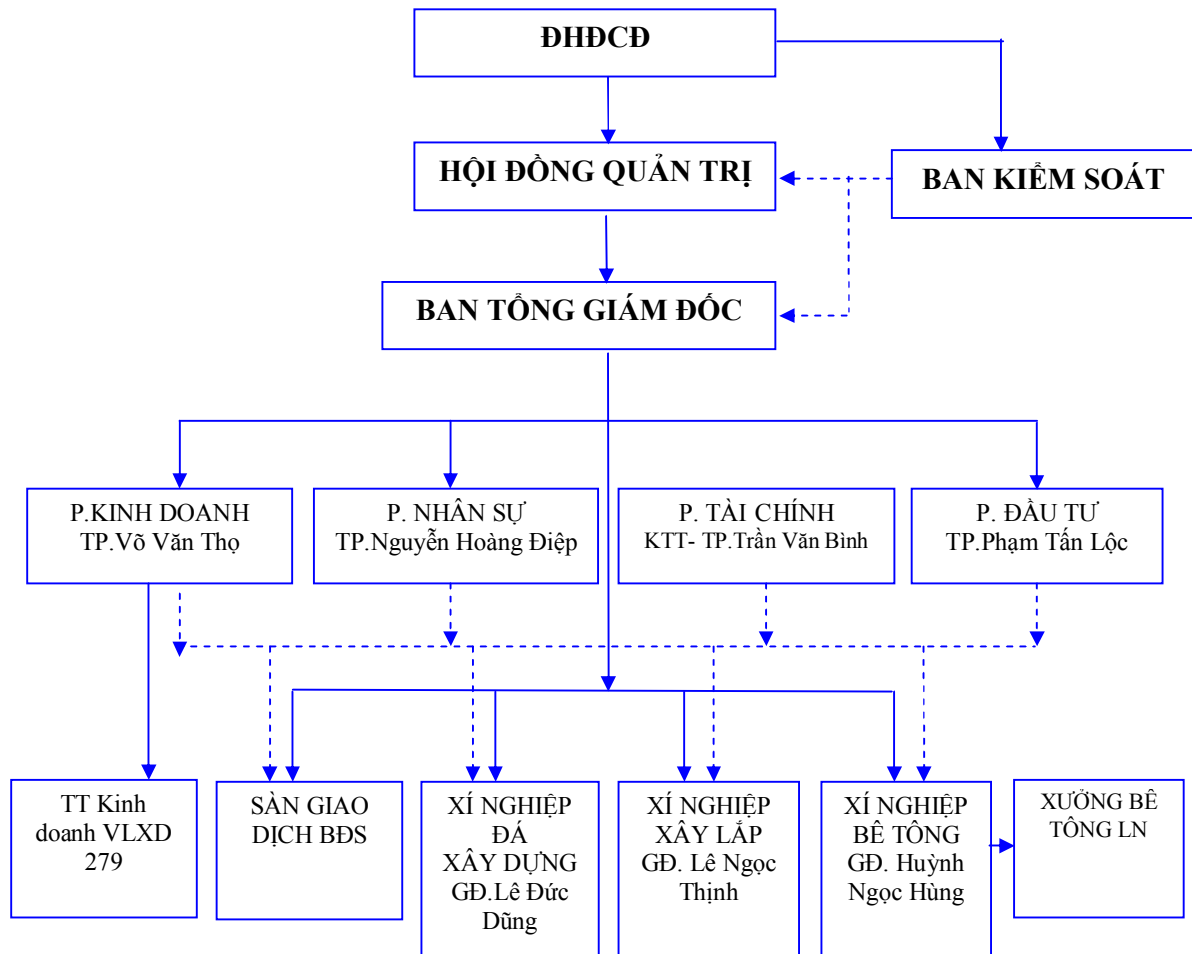 ĐHĐCĐ
HỘI ĐỒNG QUẢN TRỊ
BAN KIỂM SOÁT
BAN TỔNG GIÁM ĐỐC
P.KINH DOANH
TP.Võ Văn Thọ
P. NHÂN SỰ
TP.Nguyễn Hoàng Điệp
P. TÀI CHÍNH
KTT- TP.Trần Văn Bình
P. ĐẦU TƯ
TP.Phạm Tấn Lộc
TT Kinh
doanh VLXD
279
SÀN GIAO
DỊCH BĐS
XÍ NGHIỆP
ĐÁ
XÂY DỰNG
GĐ.Lê Đức
Dũng
XÍ NGHIỆP
XÂY LẮP
GĐ. Lê Ngọc
Thịnh
XÍ NGHIỆP
BÊ TÔNG
GĐ. Huỳnh
Ngọc Hùng
XƯỞNG BÊ
TÔNG LN